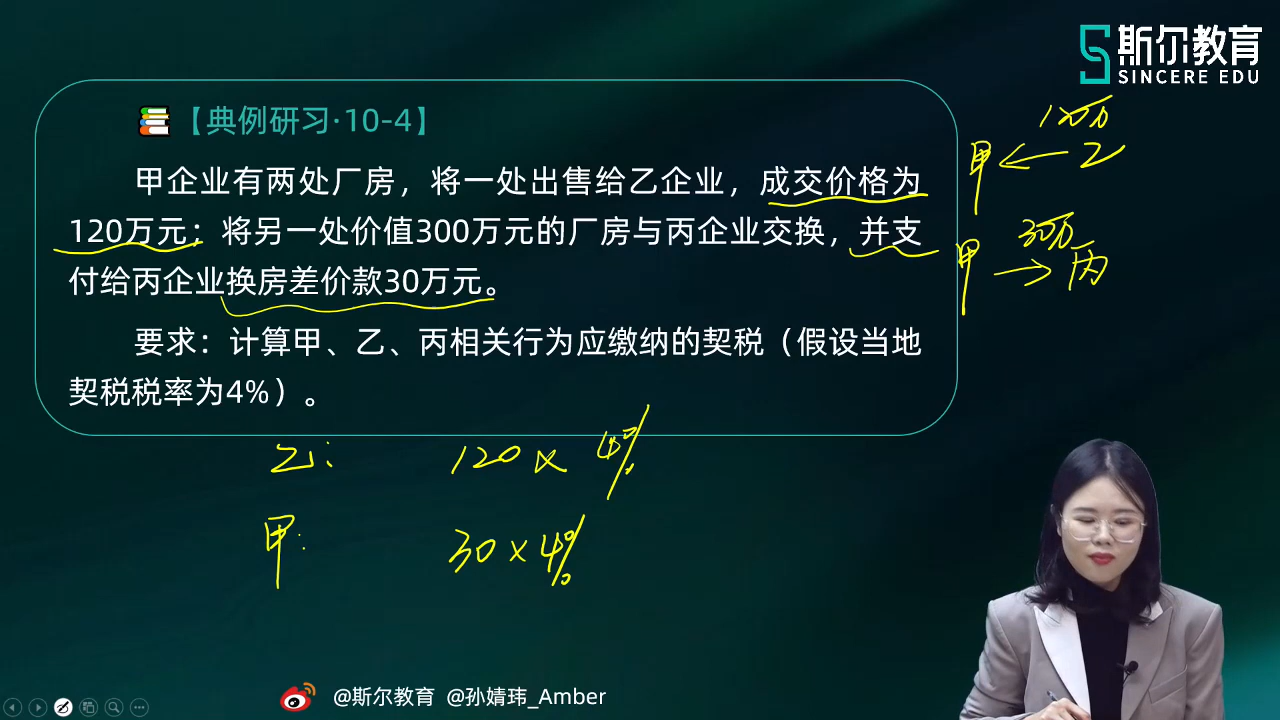 斯尔教育
SINCERE EDU
【典例研习·10-4】
甲企业有两处厂房，将一处出售给乙企业，成交价格为
120万元；将另一处价值300万元的厂房与丙企业交换，并支
付给丙企业换房差价款30万元。
要求：计算甲、乙、丙相关行为应缴纳的契税（假设当地
契税税率为4%）。
120万
甲 ← 乙
30万
甲 → 丙
乙： 120 × 4%
甲： 30 × 4%
@斯尔教育 @孙婧玮_Amber